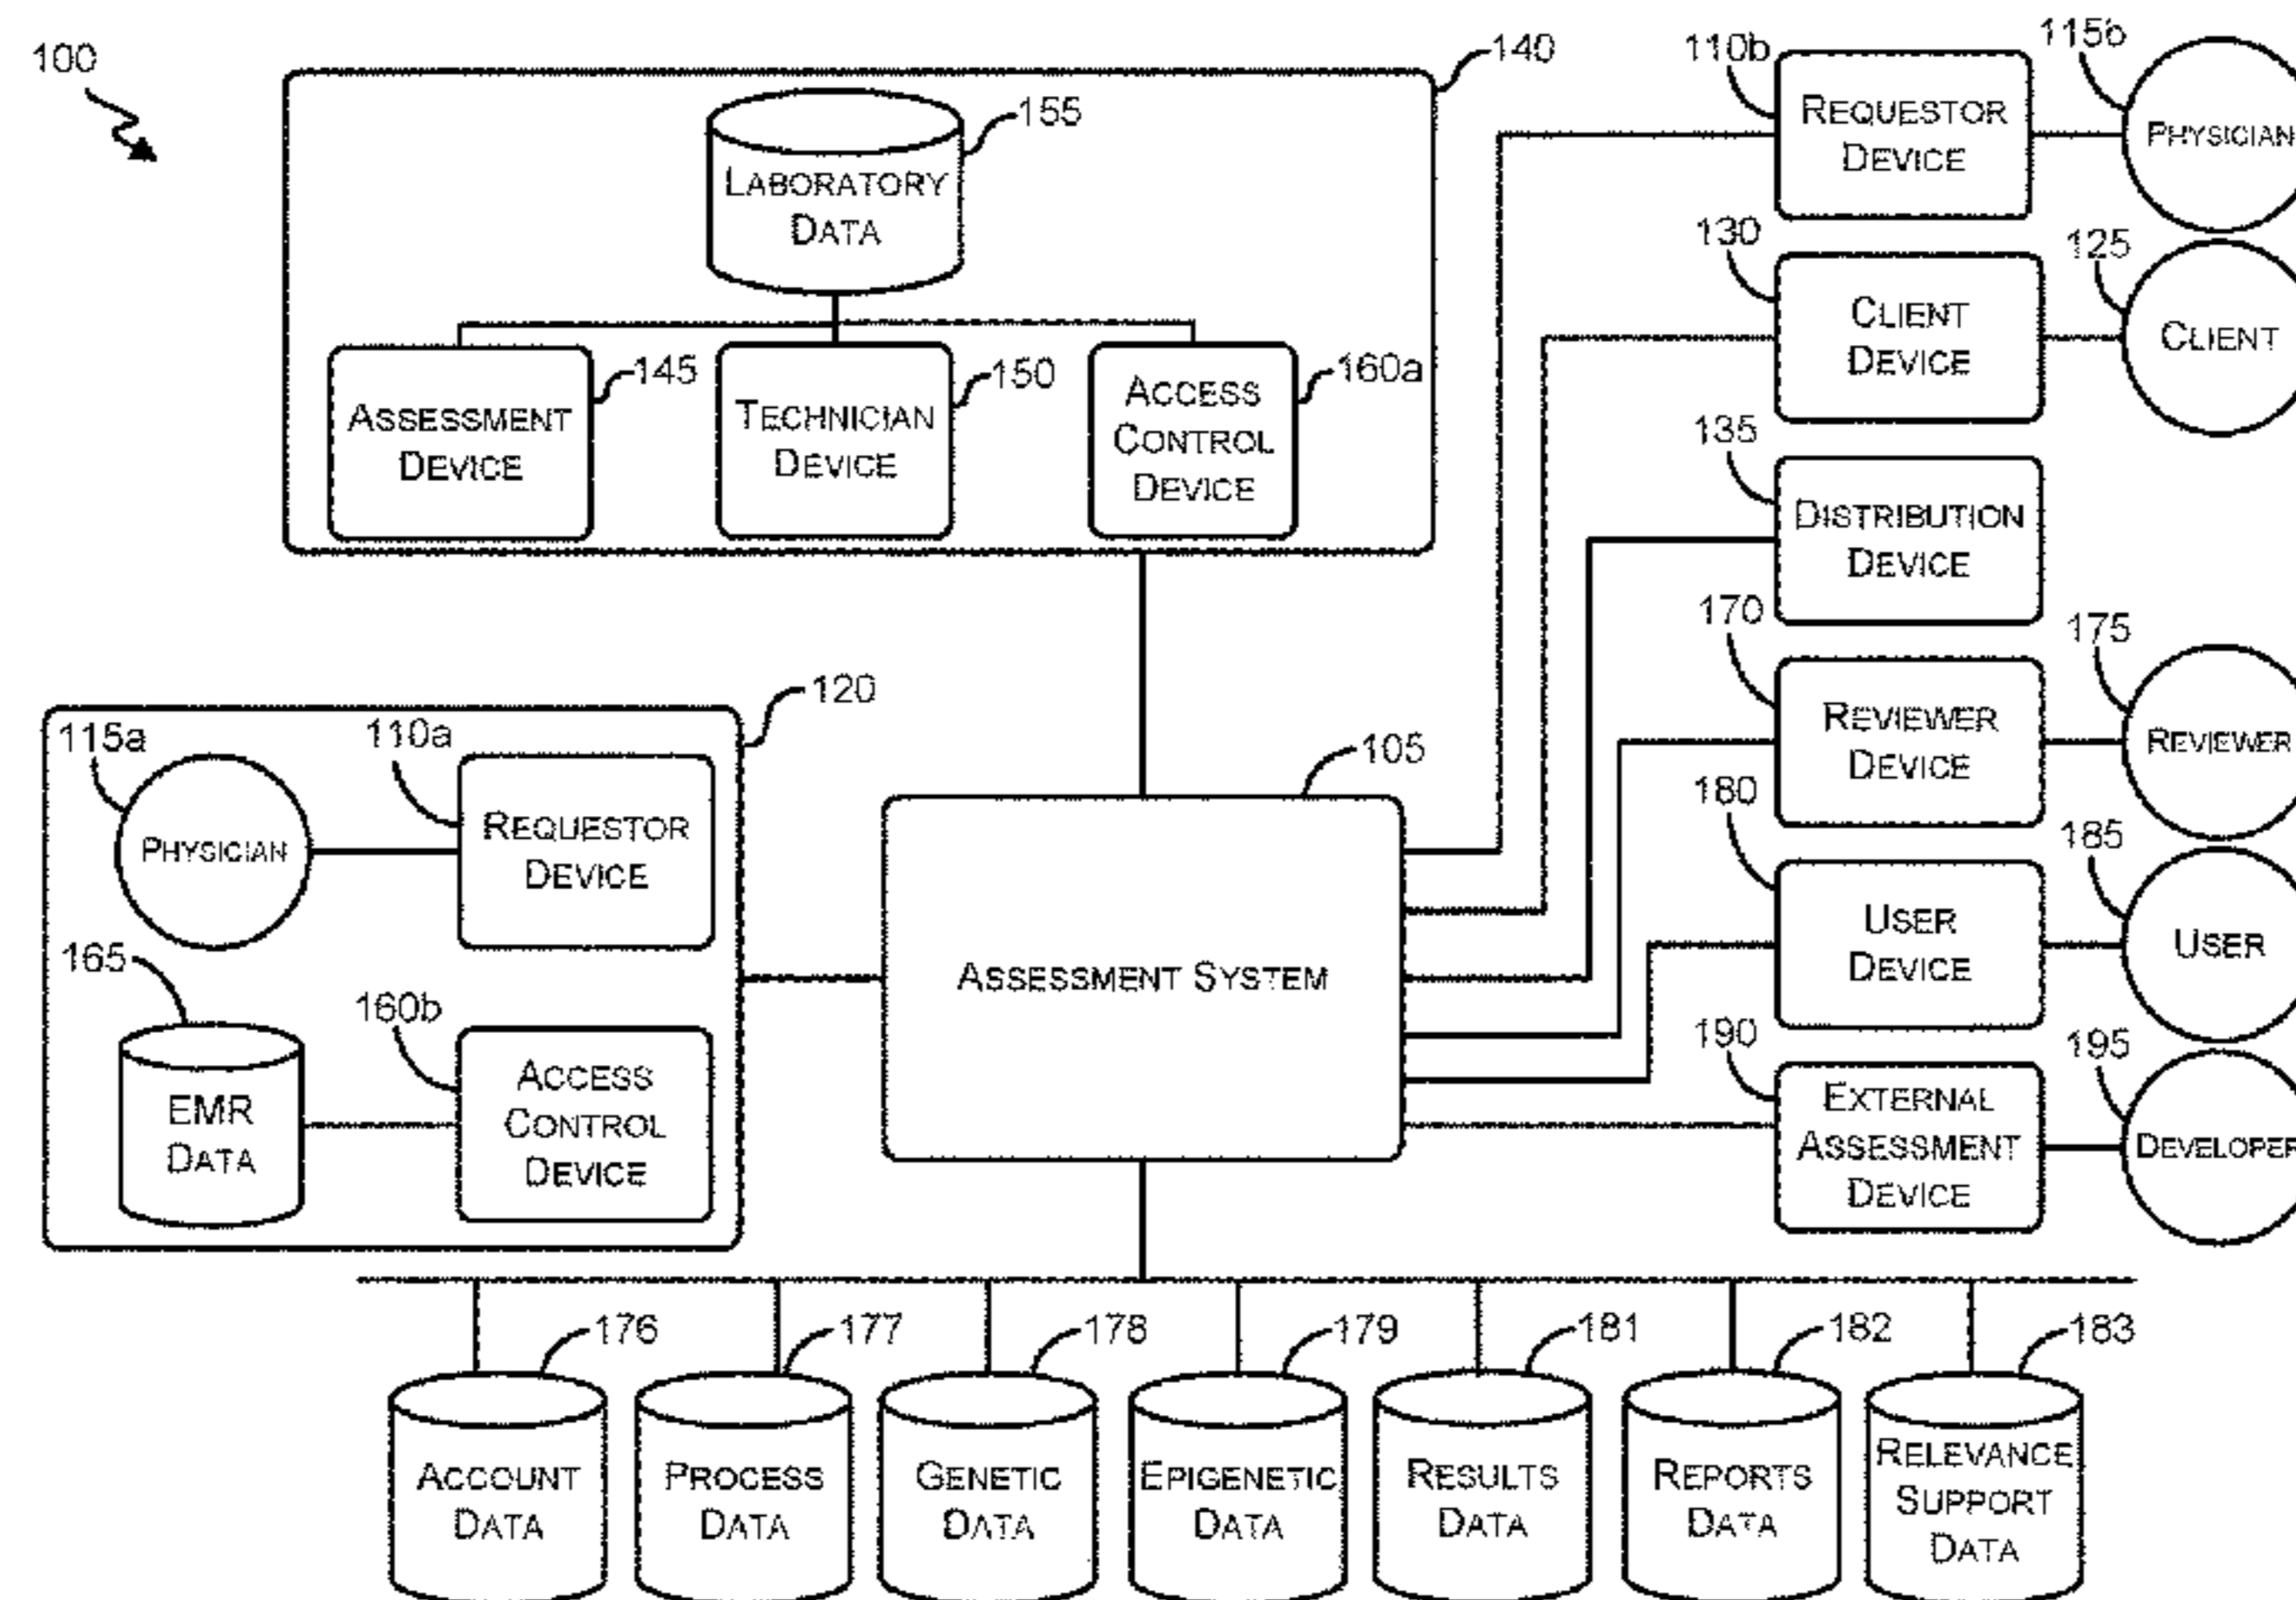 100
140
155
LABORATORY
DATA
145
ASSESSMENT
DEVICE
150
TECHNICIAN
DEVICE
160a
ACCESS
CONTROL
DEVICE
110b
REQUESTOR
DEVICE
115b
PHYSICIAN
130
CLIENT
DEVICE
125
CLIENT
135
DISTRIBUTION
DEVICE
170
REVIEWER
DEVICE
175
REVIEWER
180
USER
DEVICE
185
USER
190
EXTERNAL
ASSESSMENT
DEVICE
195
DEVELOPER
120
115a
PHYSICIAN
110a
REQUESTOR
DEVICE
165
EMR
DATA
160b
ACCESS
CONTROL
DEVICE
105
ASSESSMENT SYSTEM
176
ACCOUNT
DATA
177
PROCESS
DATA
178
GENETIC
DATA
179
EPIGENETIC
DATA
181
RESULTS
DATA
182
REPORTS
DATA
183
RELEVANCE
SUPPORT
DATA